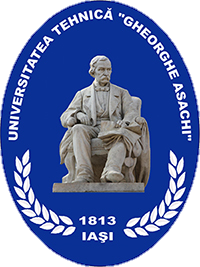 UNIVERSITATEA TEHNICĂ "GHEORGHE ASACHI"
1813
IAŞI